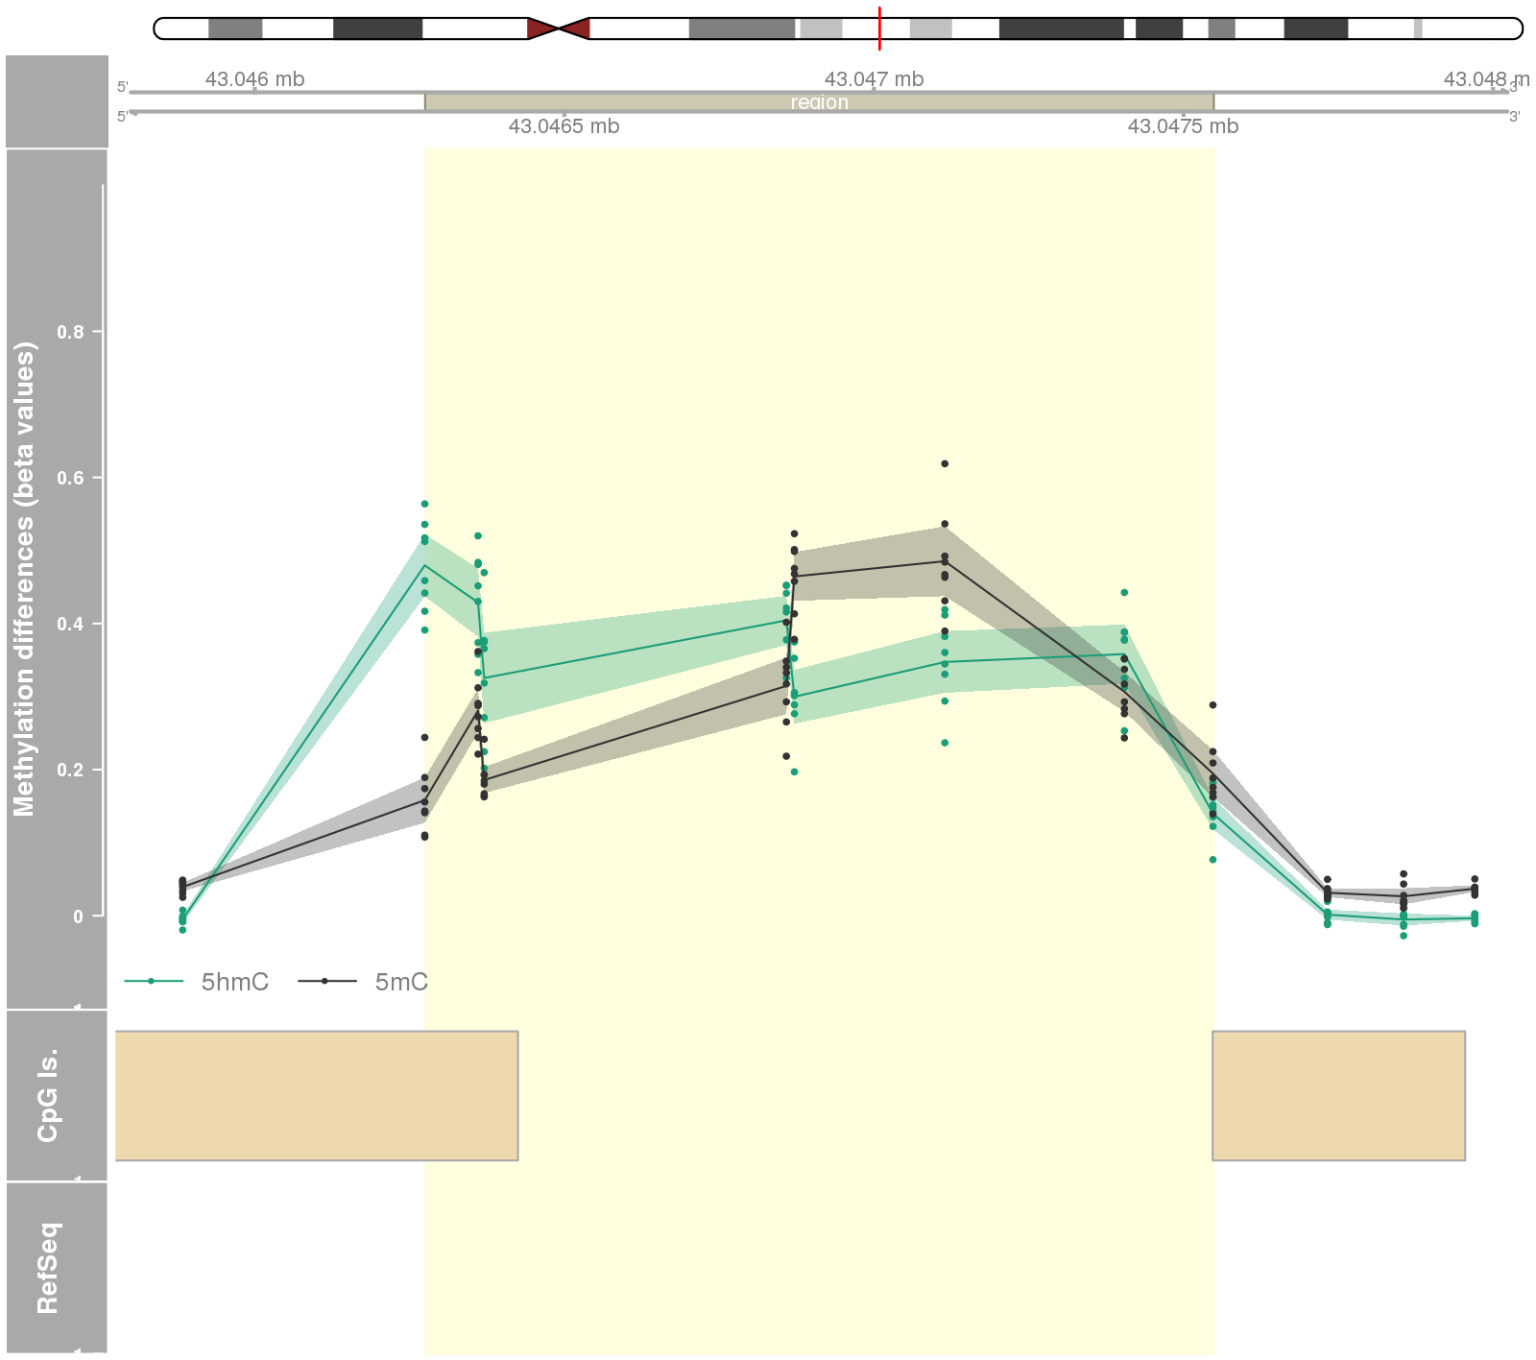 43.046 mb
43.047 mb
43.048 m
5'
3'
region
5'
3'
43.0465 mb
43.0475 mb
Methylation differences (beta values)
0.8
0.6
0.4
0.2
0
5hmC
5mC
CpG Is.
RefSeq